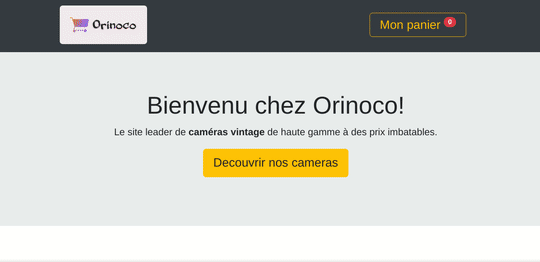 Orinoco
Mon panier 0
Bienvenu chez Orinoco!
Le site leader de caméras vintage de haute gamme à des prix imbatables.
Decouvrir nos cameras